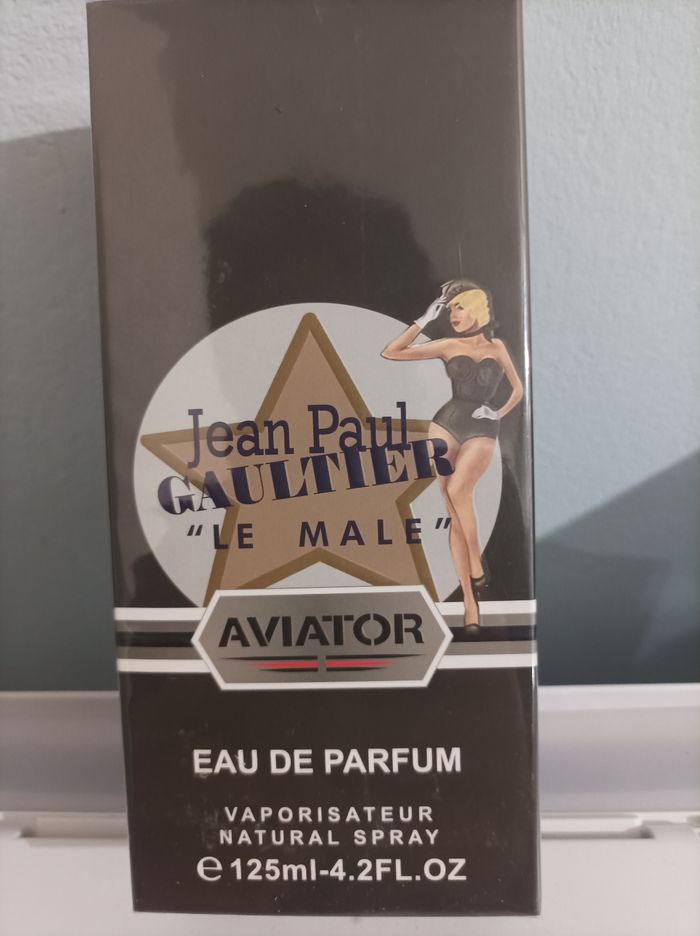 Jean Paul
GAULTIER
"LE MALE"
AVIATOR
EAU DE PARFUM
VAPORISATEUR
NATURAL SPRAY
℮ 125ml-4.2FL.OZ